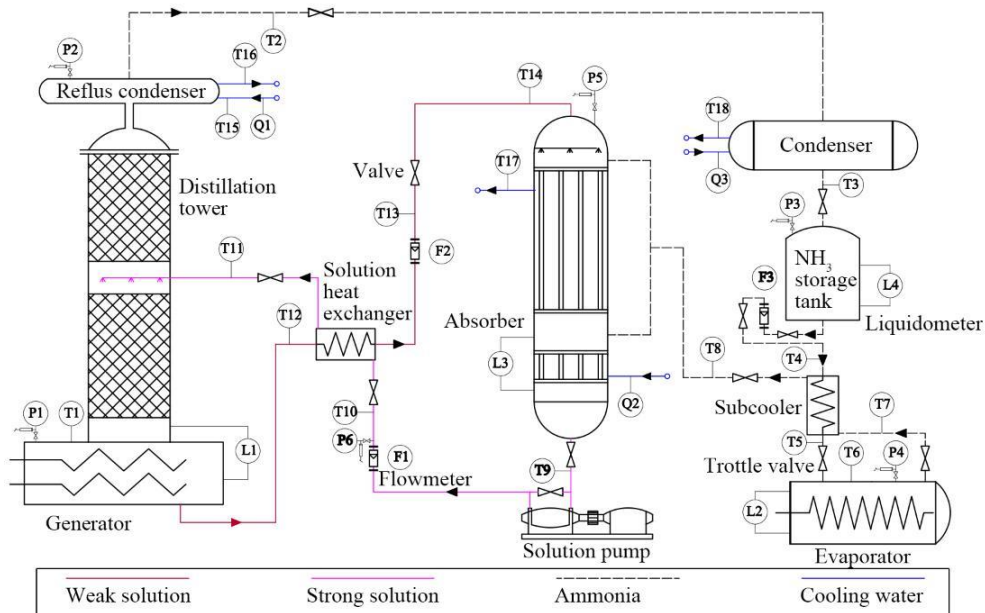 T2
P2
T16
Reflus condenser
T15
Q1
T14
P5
T18
Condenser
Q3
T17
Valve
T3
Distillation
tower
T13
P3
T11
F2
NH3
storage
tank
F3
L4
Solution
heat
exchanger
T12
Absorber
Liquidometer
T8
T4
L3
Subcooler
Q2
T7
T10
P1
T1
P6
F1
T5
L1
Flowmeter
T9
Trottle valve
T6
P4
L2
Generator
Solution pump
Evaporator
Weak solution
Strong solution
Ammonia
Cooling water